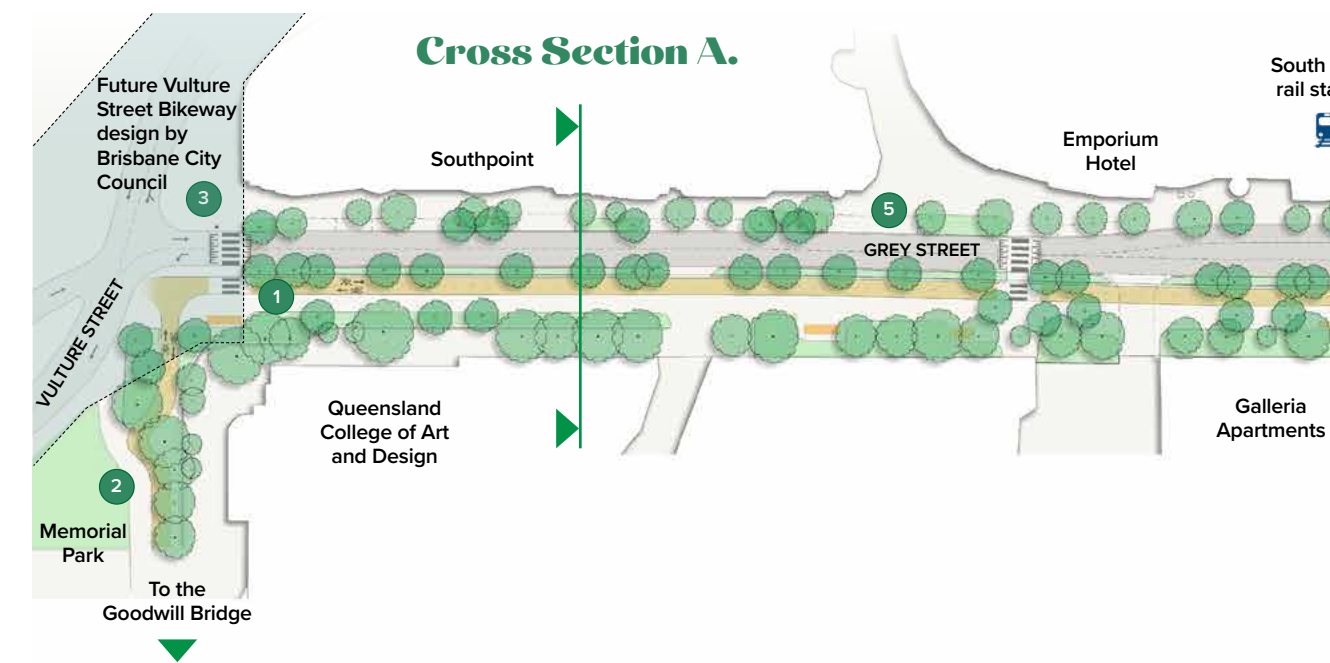 Cross Section A.
Future Vulture
Street Bikeway
design by
Brisbane City
Council
3
Southpoint
5
Emporium
Hotel
South
rail sta
GREY STREET
1
VULTURE STREET
2
Memorial
Park
Queensland
College of Art
and Design
Galleria
Apartments
To the
Goodwill Bridge